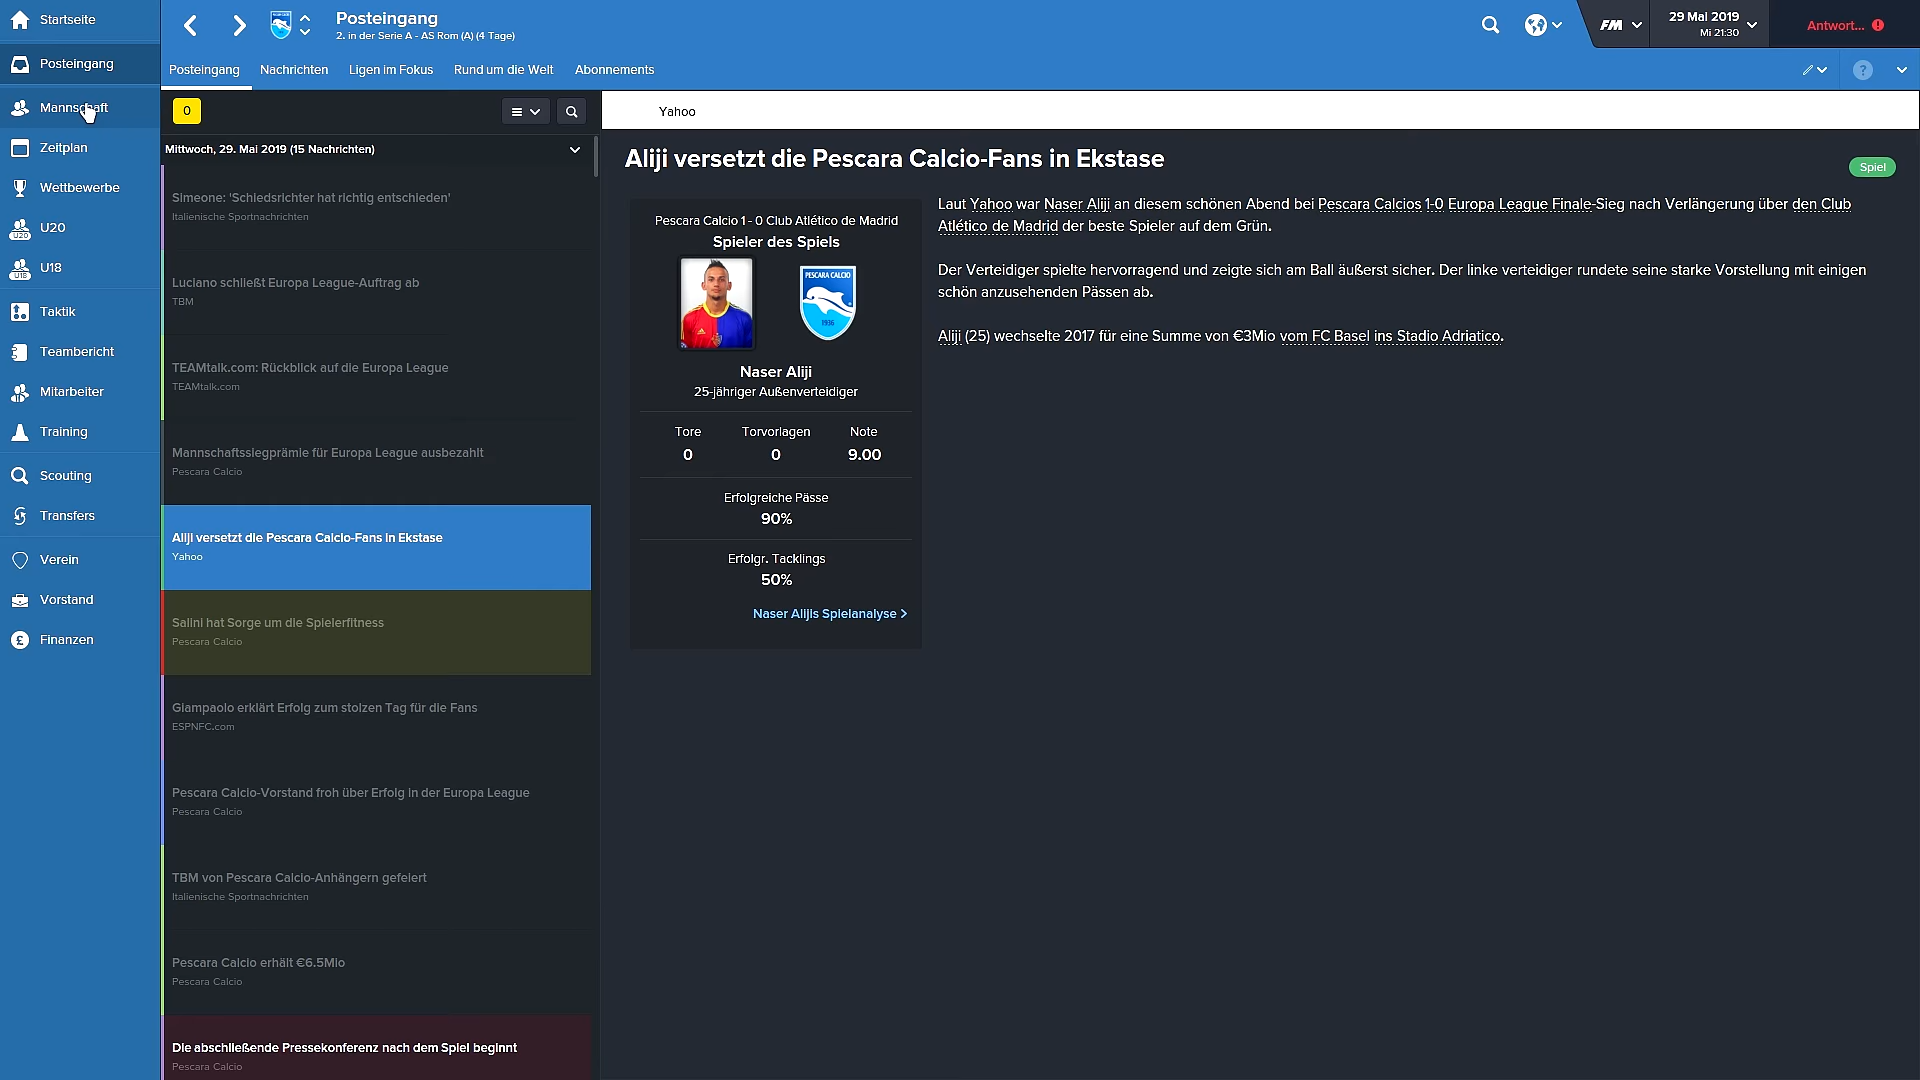 Startseite
Posteingang
Mannschaft
Zeitplan
Wettbewerbe
U20
U20
U18
U18
Taktik
Teambericht
Mitarbeiter
Training
Scouting
Transfers
Verein
Vorstand
Finanzen
Posteingang
2. in der Serie A - AS Rom (A) (4 Tage)
FM
29 Mai 2019
Mi 21:30
Antwort...
Posteingang Nachrichten Ligen im Fokus Rund um die Welt Abonnements
?
0
Mittwoch, 29. Mai 2019 (15 Nachrichten)
Simeone: 'Schiedsrichter hat richtig entschieden'
Italienische Sportnachrichten
Luciano schließt Europa League-Auftrag ab
TBM
TEAMtalk.com: Rückblick auf die Europa League
TEAMtalk.com
Mannschaftssiegprämie für Europa League ausbezahlt
Pescara Calcio
Aliji versetzt die Pescara Calcio-Fans in Ekstase
Yahoo
Salini hat Sorge um die Spielerfitness
Pescara Calcio
Giampaolo erklärt Erfolg zum stolzen Tag für die Fans
ESPNFC.com
Pescara Calcio-Vorstand froh über Erfolg in der Europa League
Pescara Calcio
TBM von Pescara Calcio-Anhängern gefeiert
Italienische Sportnachrichten
Pescara Calcio erhält €6.5Mio
Pescara Calcio
Die abschließende Pressekonferenz nach dem Spiel beginnt
Pescara Calcio
Yahoo
Aliji versetzt die Pescara Calcio-Fans in Ekstase
Spiel
Pescara Calcio 1 - 0 Club Atlético de Madrid
Spieler des Spiels
PESCARA CALCIO
1936
Naser Aliji
25-jähriger Außenverteidiger
Tore Torvorlagen Note
0 0 9.00
Erfolgreiche Pässe
90%
Erfolgr. Tacklings
50%
Naser Alijis Spielanalyse >
Laut Yahoo war Naser Aliji an diesem schönen Abend bei Pescara Calcios 1-0 Europa League Finale-Sieg nach Verlängerung über den Club
Atlético de Madrid der beste Spieler auf dem Grün.
Der Verteidiger spielte hervorragend und zeigte sich am Ball äußerst sicher. Der linke verteidiger rundete seine starke Vorstellung mit einigen
schön anzusehenden Pässen ab.
Aliji (25) wechselte 2017 für eine Summe von €3Mio vom FC Basel ins Stadio Adriatico.